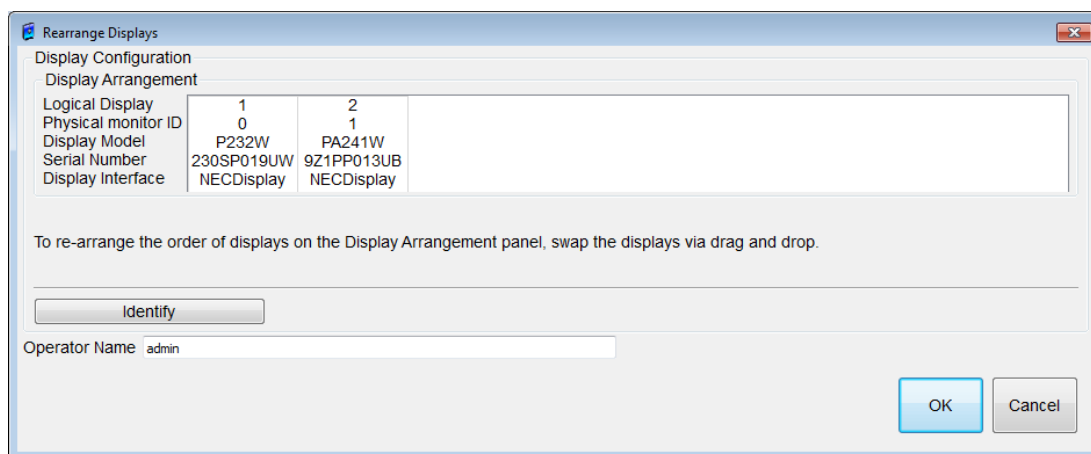 Rearrange Displays
Display Configuration
Display Arrangement
Logical Display 1 2
Physical monitor ID 0 1
Display Model P232W PA241W
Serial Number 230SP019UW 9Z1PP013UB
Display Interface NECDisplay NECDisplay
To re-arrange the order of displays on the Display Arrangement panel, swap the displays via drag and drop.
Identify
Operator Name admin
OK Cancel